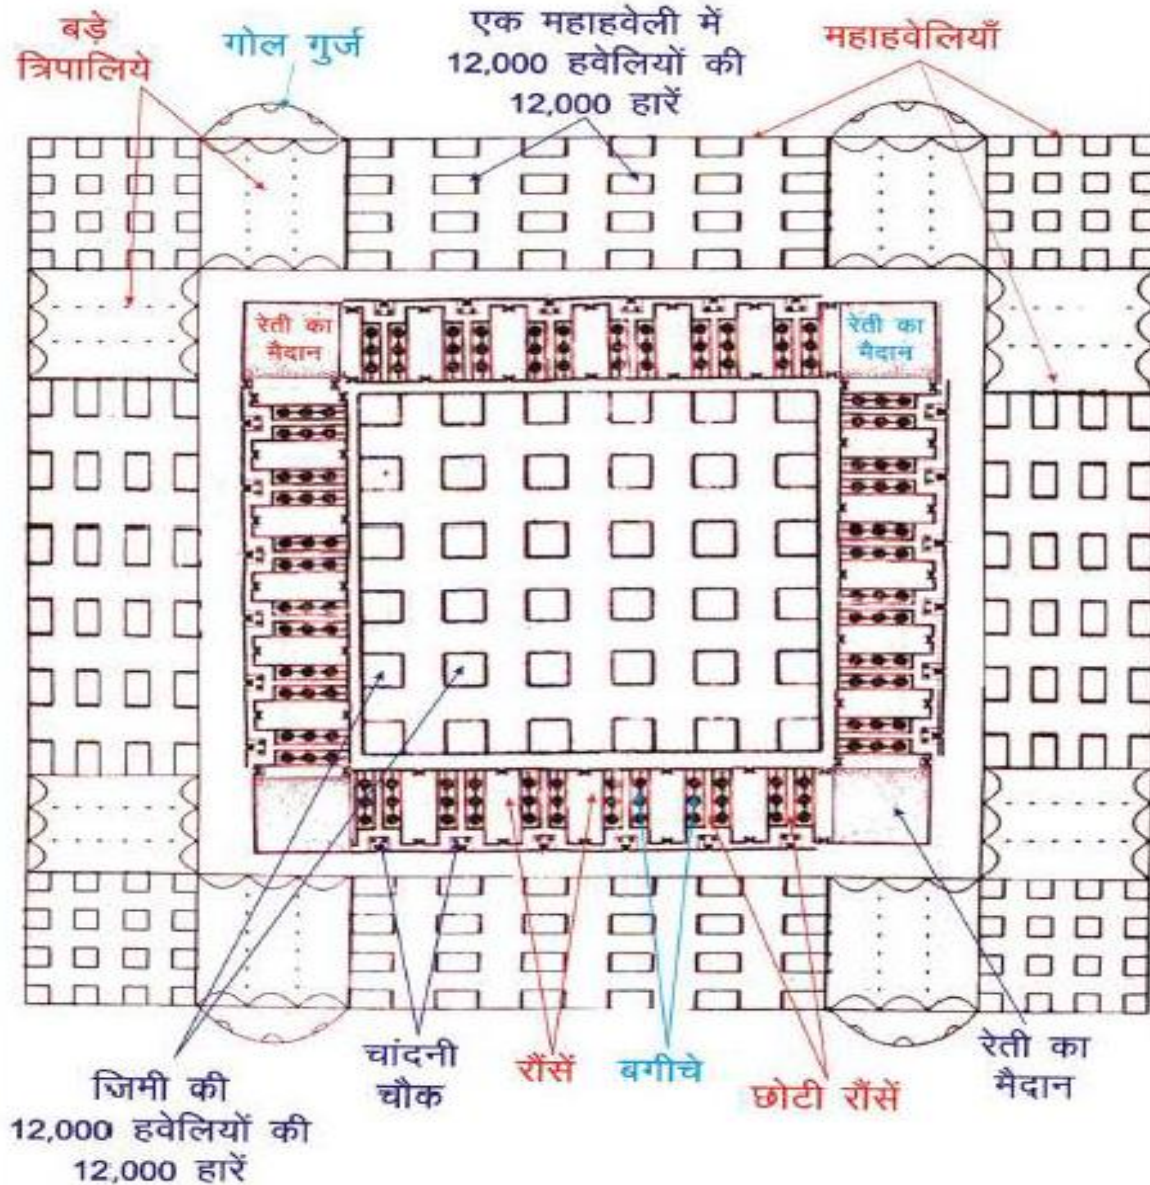 बड़े
त्रिपालिये
गोल गुर्ज
एक महाहवेली में
12,000 हवेलियों की
12,000 हारें
महाहवेलियाँ
रेती का
मैदान
रेती का
मैदान
जिमी की
12,000 हवेलियों की
12,000 हारें
चांदनी
चौक
रौंसें
बगीचे
छोटी रौंसें
रेती का
मैदान